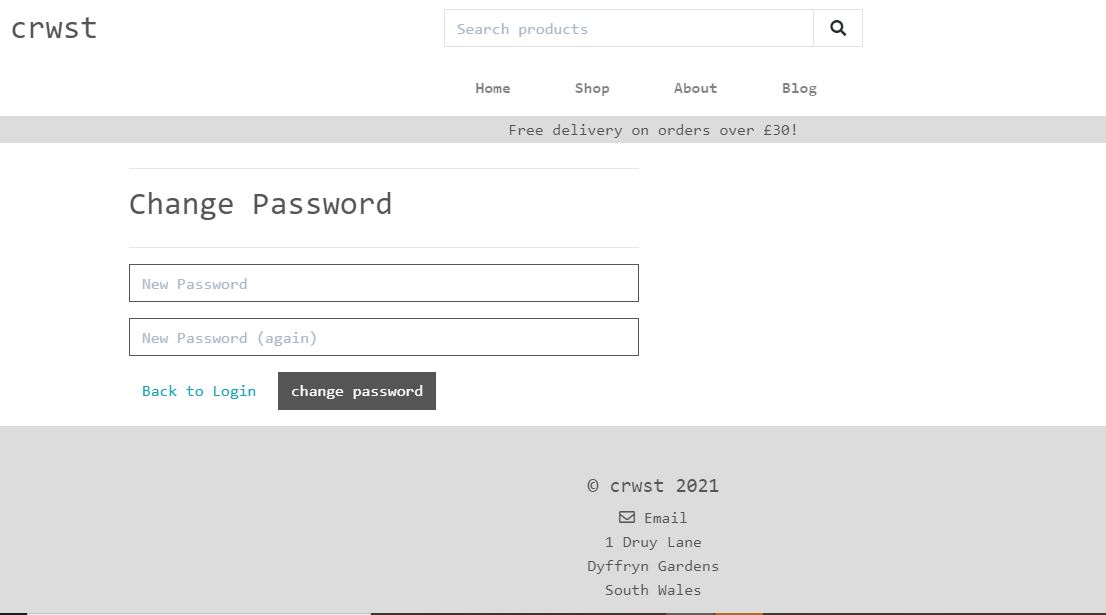 crwst
Search products
Home Shop About Blog
Free delivery on orders over £30!
Change Password
New Password
New Password (again)
Back to Login change password
© crwst 2021
Email
1 Druy Lane
Dyffryn Gardens
South Wales